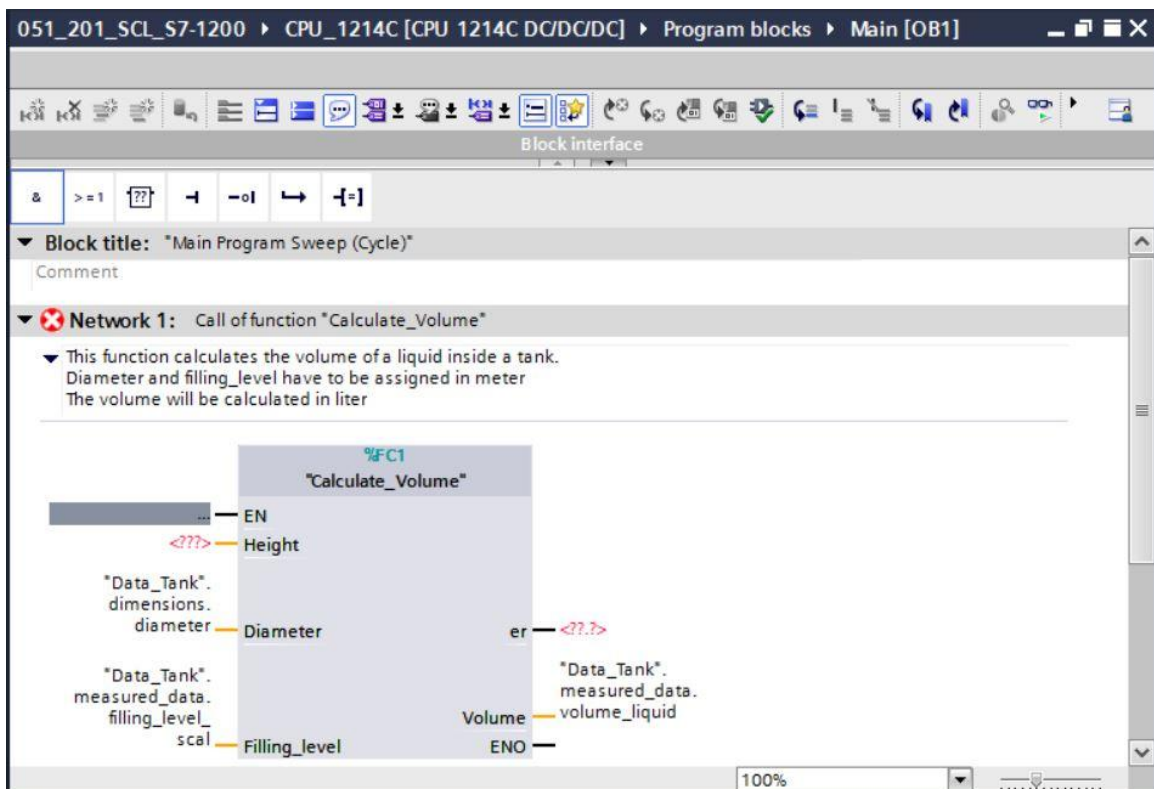 051_201_SCL_S7-1200 ▸ CPU_1214C [CPU 1214C DC/DC/DC] ▸ Program blocks ▸ Main [OB1]
Block interface
& >=1 ?? -| -o| -[=]
Block title: "Main Program Sweep (Cycle)"
Comment
Network 1: Call of function "Calculate_Volume"
This function calculates the volume of a liquid inside a tank.
Diameter and filling_level have to be assigned in meter
The volume will be calculated in liter
%FC1
"Calculate_Volume"
... EN
<???> Height
"Data_Tank".
dimensions.
diameter Diameter
er <??.?>
"Data_Tank".
measured_data.
filling_level_
scal Filling_level
"Data_Tank".
measured_data.
Volume volume_liquid
ENO
100%